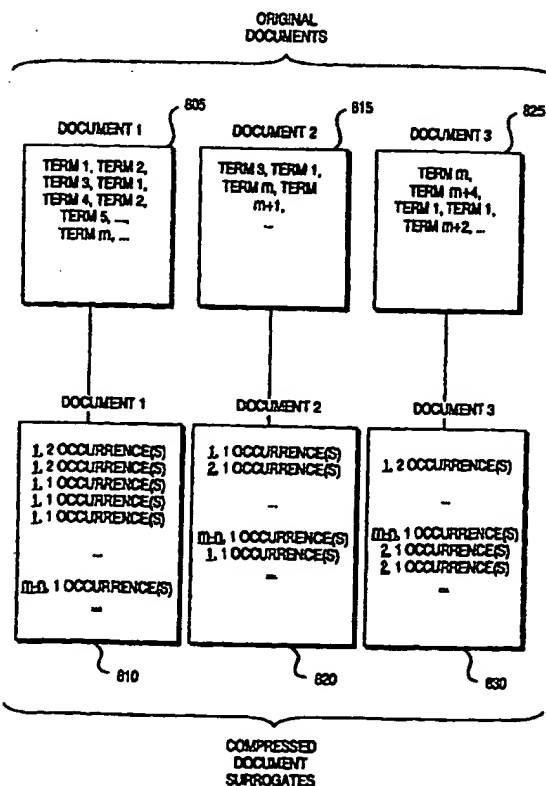 ORIGINAL
DOCUMENTS
805
815
825
DOCUMENT 1
DOCUMENT 2
DOCUMENT 3
TERM 1, TERM 2,
TERM 3, TERM 1,
TERM 4, TERM 2,
TERM 5, ...,
TERM m, ...
TERM 3, TERM 1,
TERM m, TERM
m+1,
...
TERM m,
TERM m+4,
TERM 1, TERM 1,
TERM m+2, ...
DOCUMENT 1
DOCUMENT 2
DOCUMENT 3
1, 2 OCCURRENCE(S)
1, 2 OCCURRENCE(S)
1, 1 OCCURRENCE(S)
1, 1 OCCURRENCE(S)
1, 1 OCCURRENCE(S)
...
m-n, 1 OCCURRENCE(S)
...
1, 1 OCCURRENCE(S)
2, 1 OCCURRENCE(S)
...
m-n, 1 OCCURRENCE(S)
1, 1 OCCURRENCE(S)
...
1, 2 OCCURRENCE(S)
...
m-n, 1 OCCURRENCE(S)
2, 1 OCCURRENCE(S)
2, 1 OCCURRENCE(S)
...
810
820
830
COMPRESSED
DOCUMENT
SURROGATES